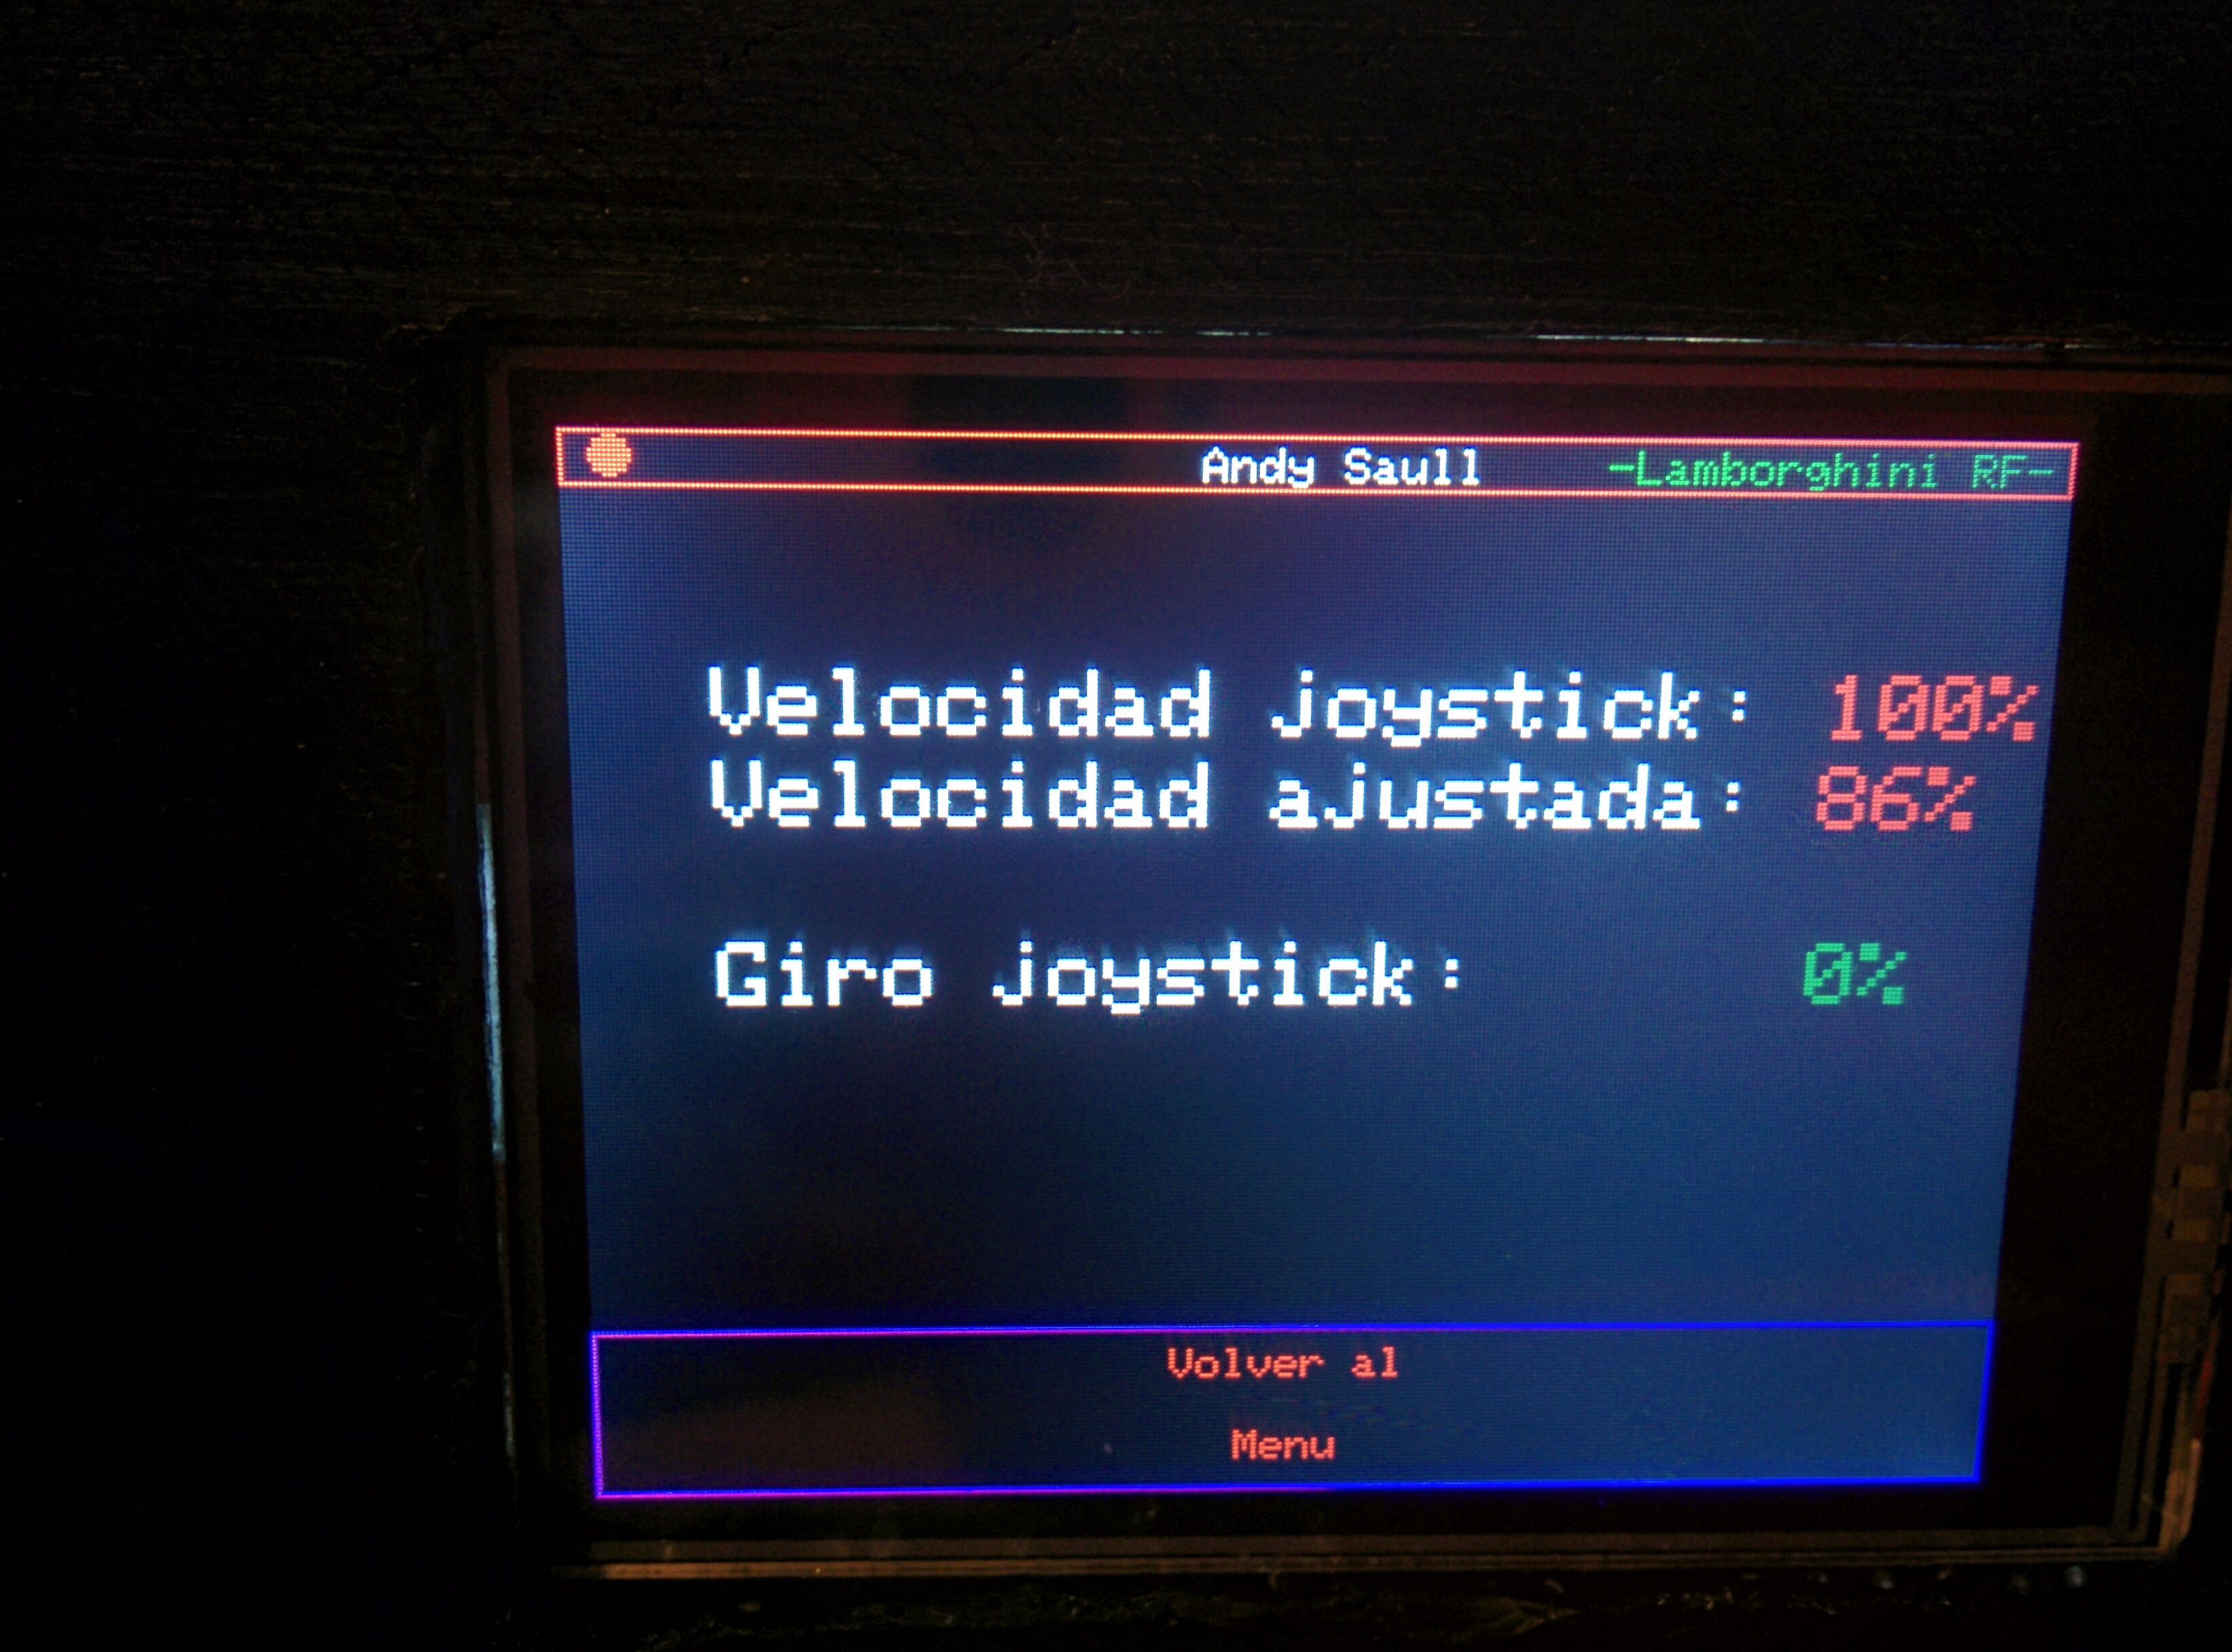 Andy Saull -Lamborghini RF-
Velocidad joystick: 100%
Velocidad ajustada: 86%
Giro joystick: 0%
Volver al
Menu